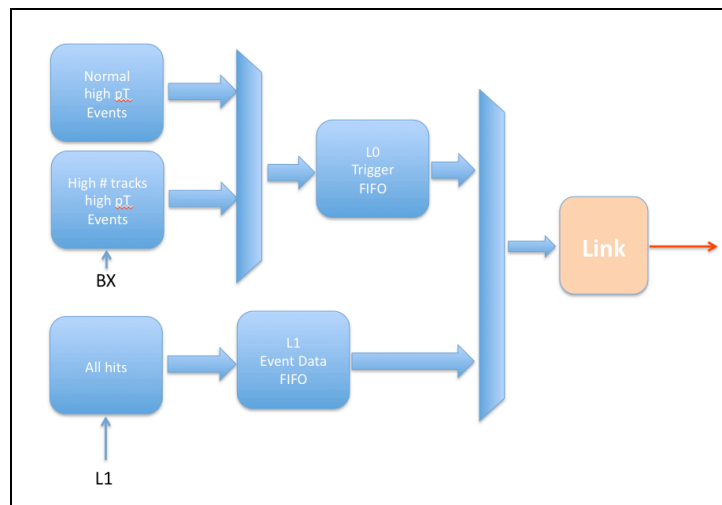 Normal
high pT
Events
High # tracks
high pT
Events
BX
L0
Trigger
FIFO
Link
All hits
L1
Event Data
FIFO
L1